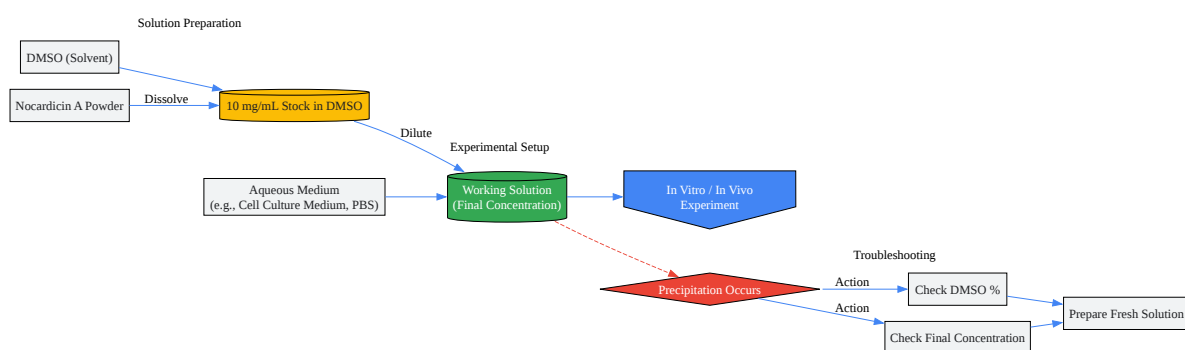 Solution Preparation
DMSO (Solvent)
Nocardicin A Powder
Dissolve
10 mg/mL Stock in DMSO
Dilute
Experimental Setup
Aqueous Medium
(e.g., Cell Culture Medium, PBS)
Working Solution
(Final Concentration)
In Vitro / In Vivo
Experiment
Troubleshooting
Precipitation Occurs
Action
Check DMSO %
Action
Check Final Concentration
Prepare Fresh Solution